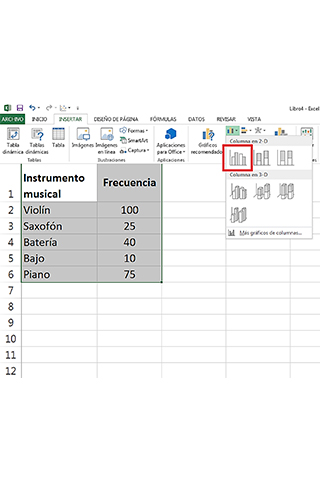 Libro4 - Excel
ARCHIVO INICIO INSERTAR DISEÑO DE PÁGINA FÓRMULAS DATOS REVISAR VISTA
Tabla dinámica
Tablas dinámicas
Tabla
Imágenes
Imágenes en línea
Formas
SmartArt
Captura
Aplicaciones para Office
Gráficos recomendados
Tablas
Ilustraciones
Aplicaciones
Columna en 2-D
Columna en 3-D
Más gráficos de columnas...
1 Instrumento musical Frecuencia
2 Violín 100
3 Saxofón 25
4 Batería 40
5 Bajo 10
6 Piano 75
7
8
9
10
11
12